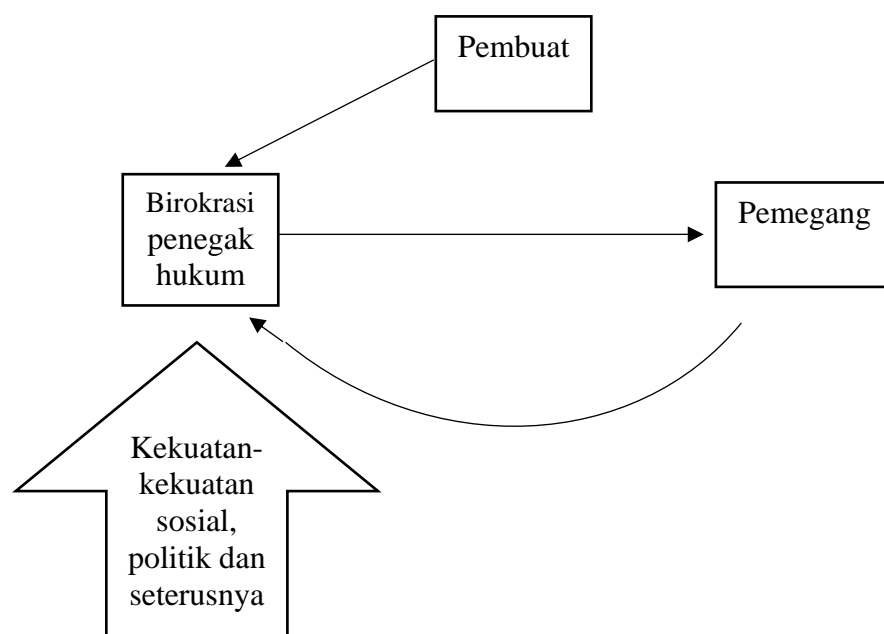 Pembuat
Birokrasi
penegak
hukum
Pemegang
Kekuatan-
kekuatan
sosial,
politik dan
seterusnya